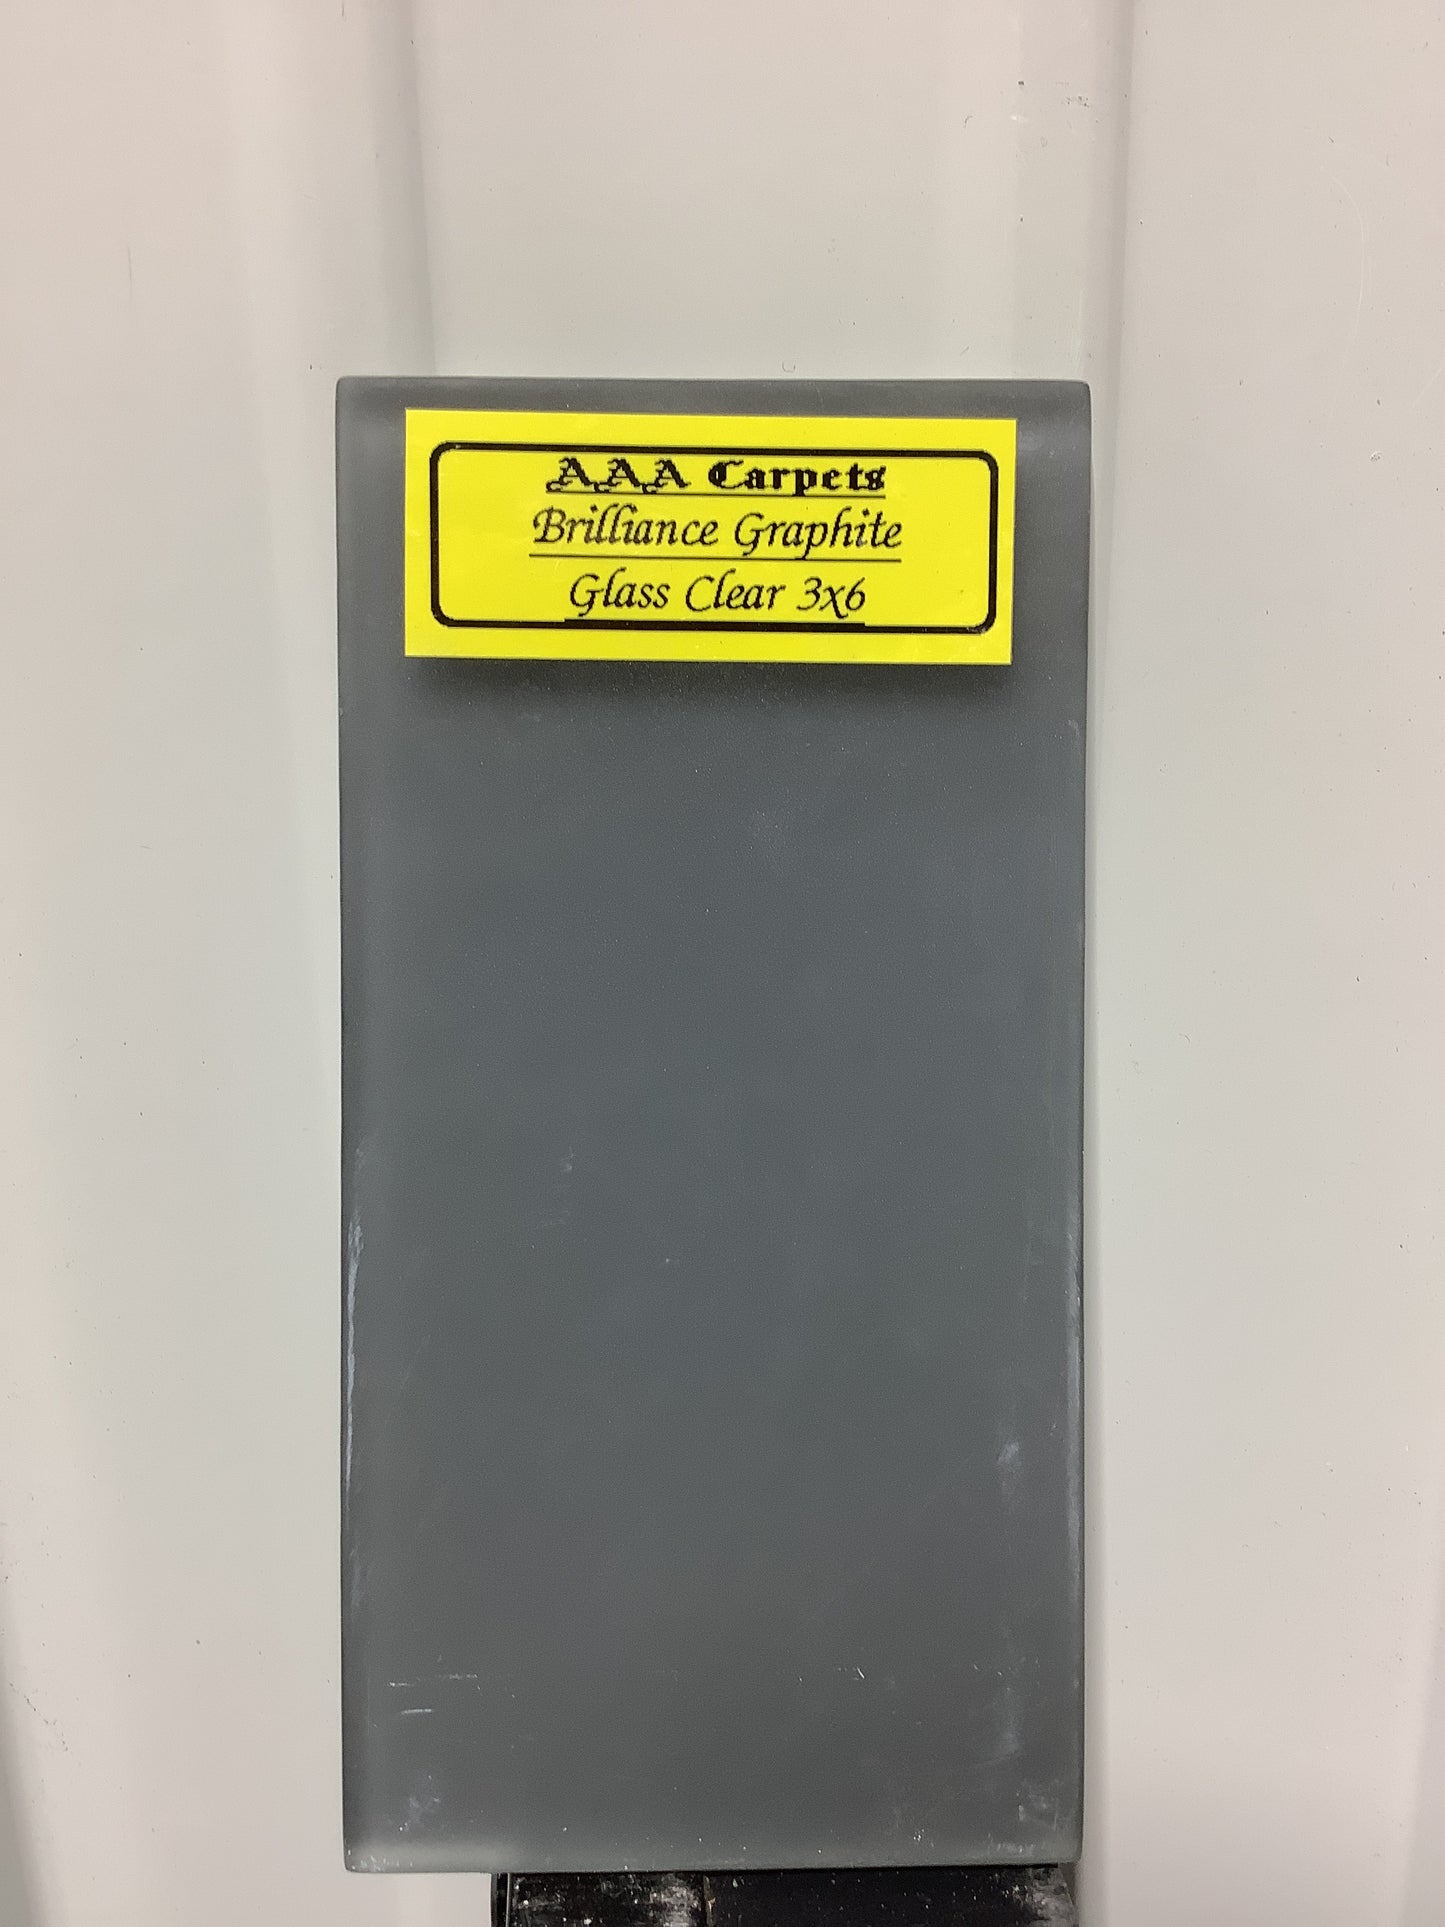 AAA Carpets
Brilliance Graphite
Glass Clear 3x6